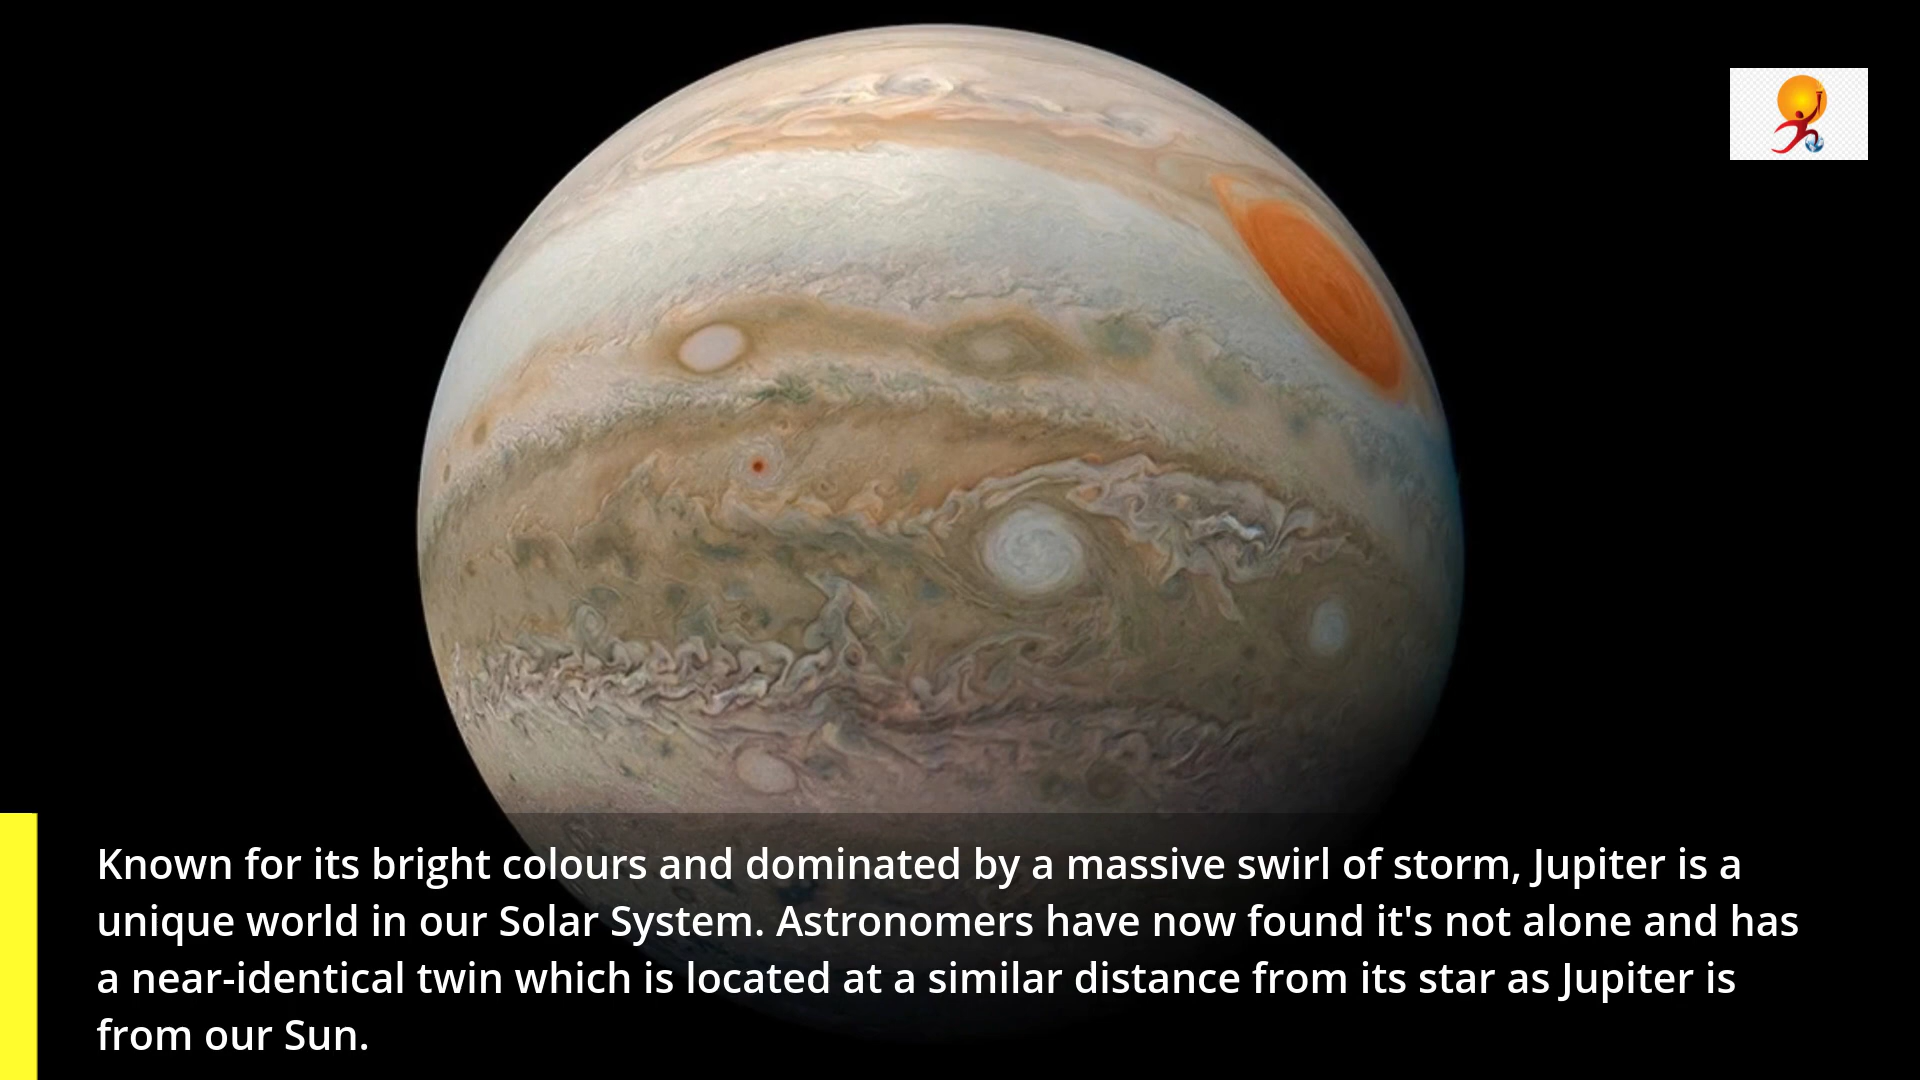 Known for its bright colours and dominated by a massive swirl of storm, Jupiter is a
unique world in our Solar System. Astronomers have now found it's not alone and has
a near-identical twin which is located at a similar distance from its star as Jupiter is
from our Sun.